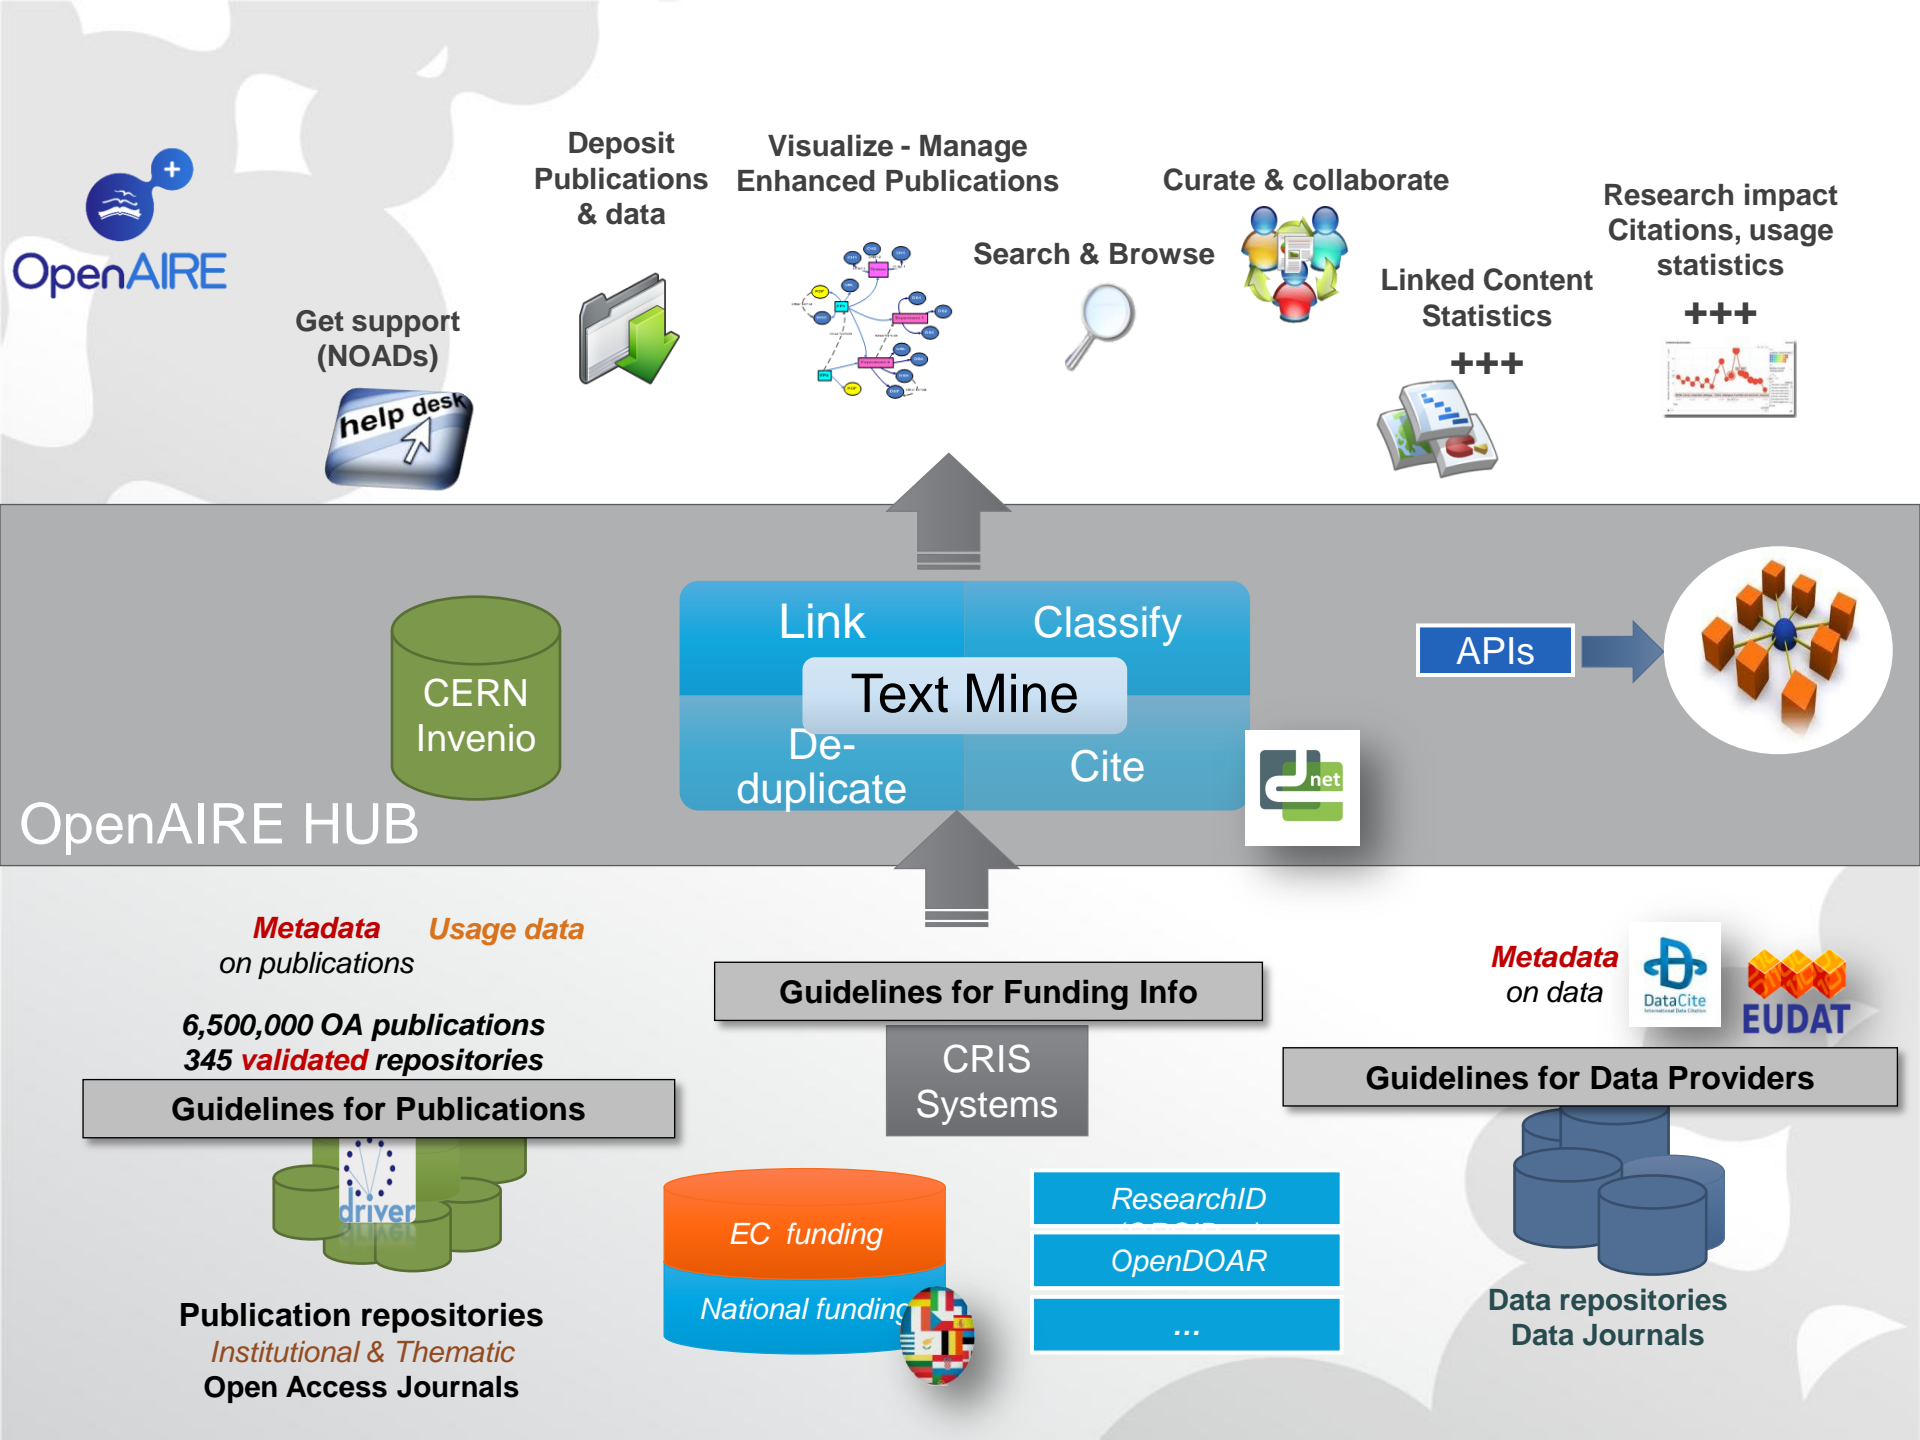 OpenAIRE
Get support
(NOADs)
help desk
Deposit
Publications
& data
Visualize - Manage
Enhanced Publications
Search & Browse
Curate & collaborate
Linked Content
Statistics
+++
Research impact
Citations, usage
statistics
+++
OpenAIRE HUB
CERN
Invenio
Link
Classify
Text Mine
De-
duplicate
Cite
net
APIs
Metadata
on publications
Usage data
6,500,000 OA publications
345 validated repositories
Guidelines for Publications
driver
Publication repositories
Institutional & Thematic
Open Access Journals
Guidelines for Funding Info
CRIS
Systems
EC funding
National funding
ResearchID
OpenDOAR
...
Metadata
on data
DataCite
International Data Citation
EUDAT
Guidelines for Data Providers
Data repositories
Data Journals